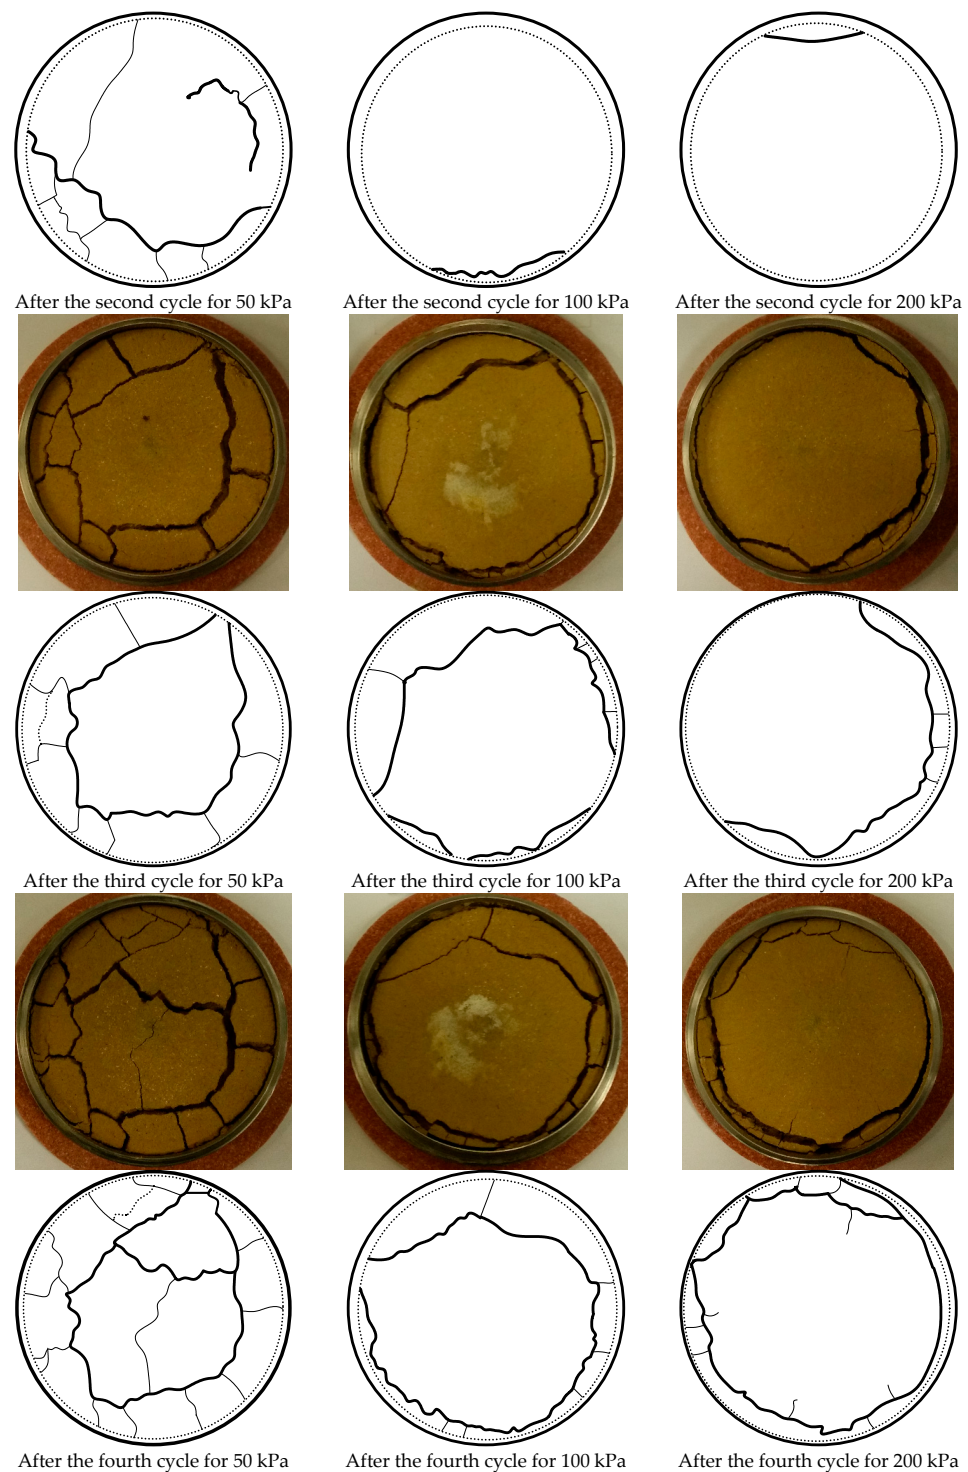 After the second cycle for 50 kPa
After the second cycle for 100 kPa
After the second cycle for 200 kPa
After the third cycle for 50 kPa
After the third cycle for 100 kPa
After the third cycle for 200 kPa
After the fourth cycle for 50 kPa
After the fourth cycle for 100 kPa
After the fourth cycle for 200 kPa